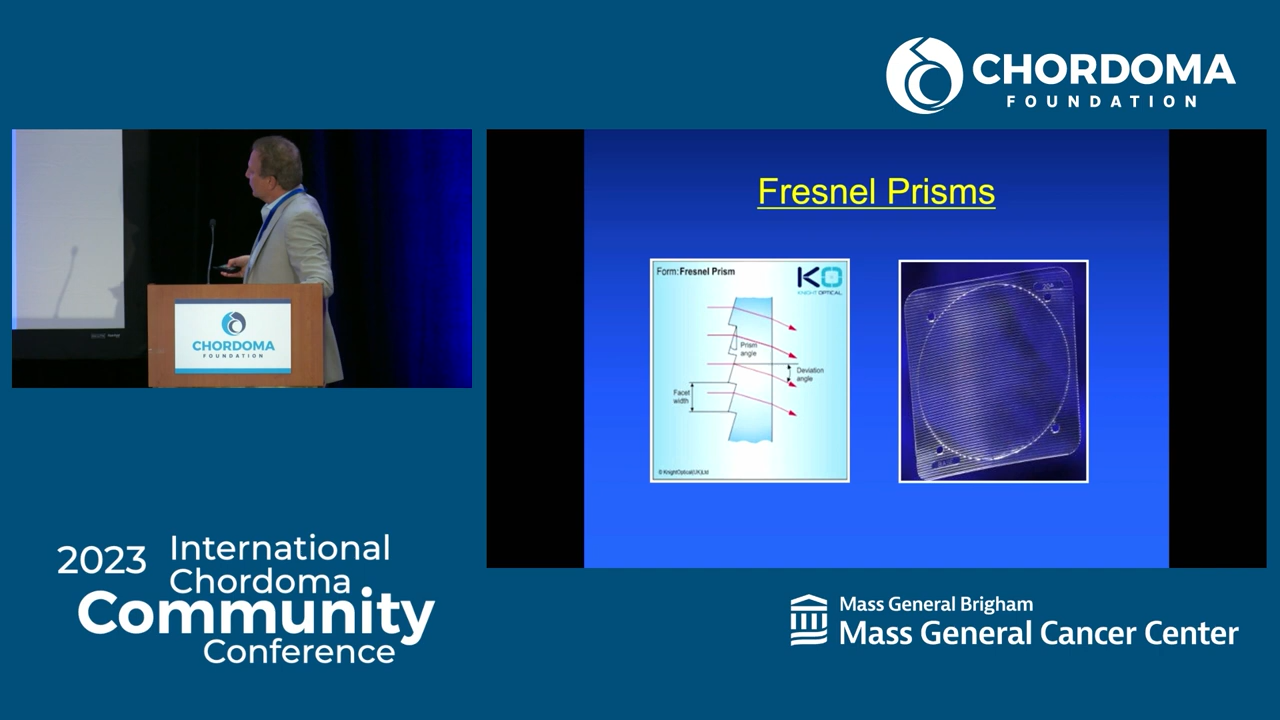 CHORDOMA
FOUNDATION
CHORDOMA
FOUNDATION
Fresnel Prisms
Form: Fresnel Prism
KO
KNIGHT OPTICAL
Prism
angle
Deviation
angle
Facet
width
© KnightOptical(UK)Ltd
20Δ
2023 International
Chordoma
Community
Conference
Mass General Brigham
Mass General Cancer Center